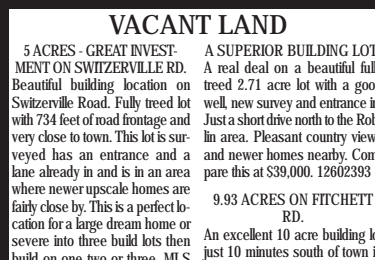 VACANT LAND
5 ACRES - GREAT INVEST-
MENT ON SWITZERVILLE RD.
Beautiful building location on
Switzerville Road. Fully treed lot
with 734 feet of road frontage and
very close to town. This lot is sur-
veyed has an entrance and a
lane already in and is in an area
where newer upscale homes are
fairly close by. This is a perfect lo-
cation for a large dream home or
severe into three build lots then
build on one two or three. MLS
A SUPERIOR BUILDING LOT
A real deal on a beautiful full
treed 2.71 acre lot with a goo
well, new survey and entrance i
Just a short drive north to the Rob
lin area. Pleasant country view
and newer homes nearby. Com
pare this at $39,000. 12602393
9.93 ACRES ON FITCHETT
RD.
An excellent 10 acre building l
just 10 minutes south of town i